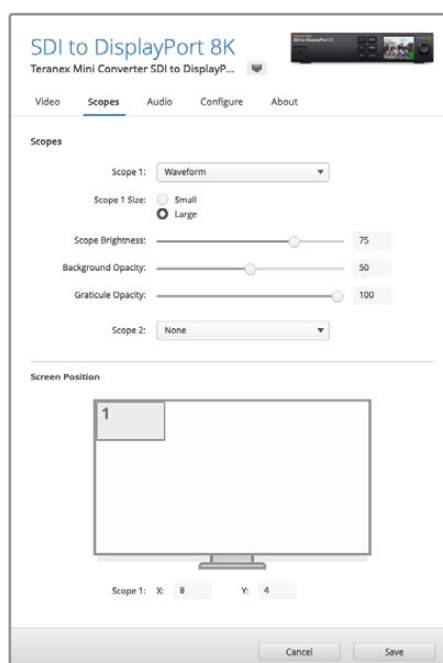 SDI to DisplayPort 8K
Teranex Mini Converter SDI to DisplayP...
Video Scopes Audio Configure About
Scopes
Scope 1: Waveform
Scope 1 Size: Small
Large
Scope Brightness: 75
Background Opacity: 50
Graticule Opacity: 100
Scope 2: None
Screen Position
1
Scope 1: X: 8 Y: 4
Cancel Save